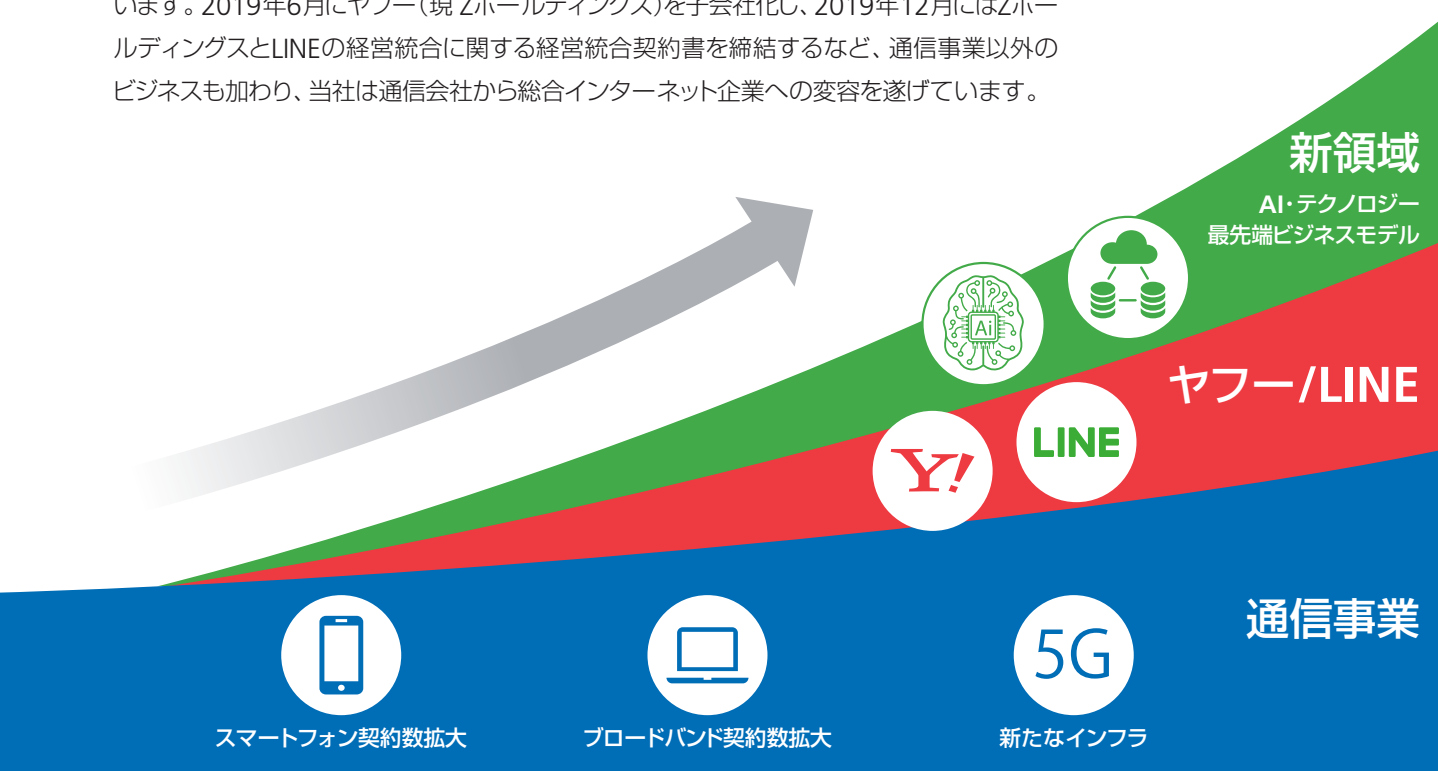 います。2019年6月にヤフー（現 Zホールディングス）を子会社化し、2019年12月にはZホー
ルディングスとLINEの経営統合に関する経営統合契約書を締結するなど、通信事業以外の
ビジネスも加わり、当社は通信会社から総合インターネット企業への変容を遂げています。
新領域
AI・テクノロジー
最先端ビジネスモデル
Ai
ヤフー/LINE
Y!
LINE
通信事業
5G
スマートフォン契約数拡大
ブロードバンド契約数拡大
新たなインフラ